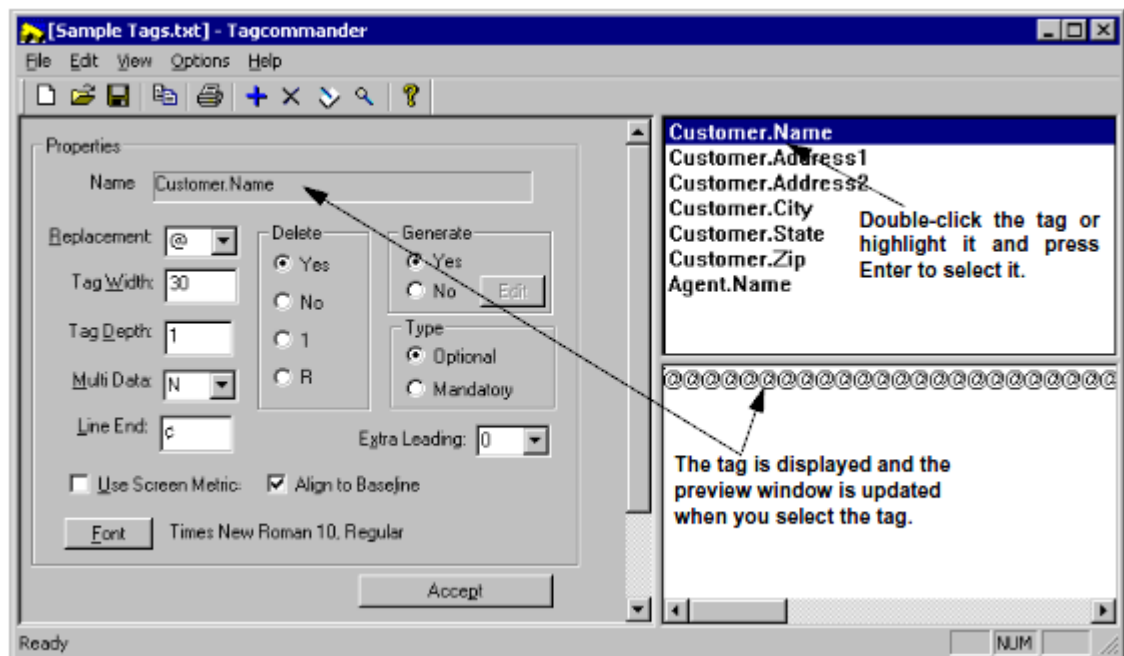 [Sample Tags.txt] - Tagcommander
File Edit View Options Help
Properties
Name Customer.Name
Replacement: @
Tag Width: 30
Tag Depth: 1
Multi Data: N
Line End: ¢
Delete
Yes
No
1
R
Generate
Yes
No Edit
Type
Optional
Mandatory
Extra Leading: 0
Use Screen Metric: Align to Baseline
Font Times New Roman 10, Regular
Accept
Customer.Name
Customer.Address1
Customer.Address2
Customer.City
Customer.State
Customer.Zip
Agent.Name
Double-click the tag or
highlight it and press
Enter to select it.
@@@@@@@@@@@@@@@@@@@@@@@@
The tag is displayed and the
preview window is updated
when you select the tag.
Ready NUM